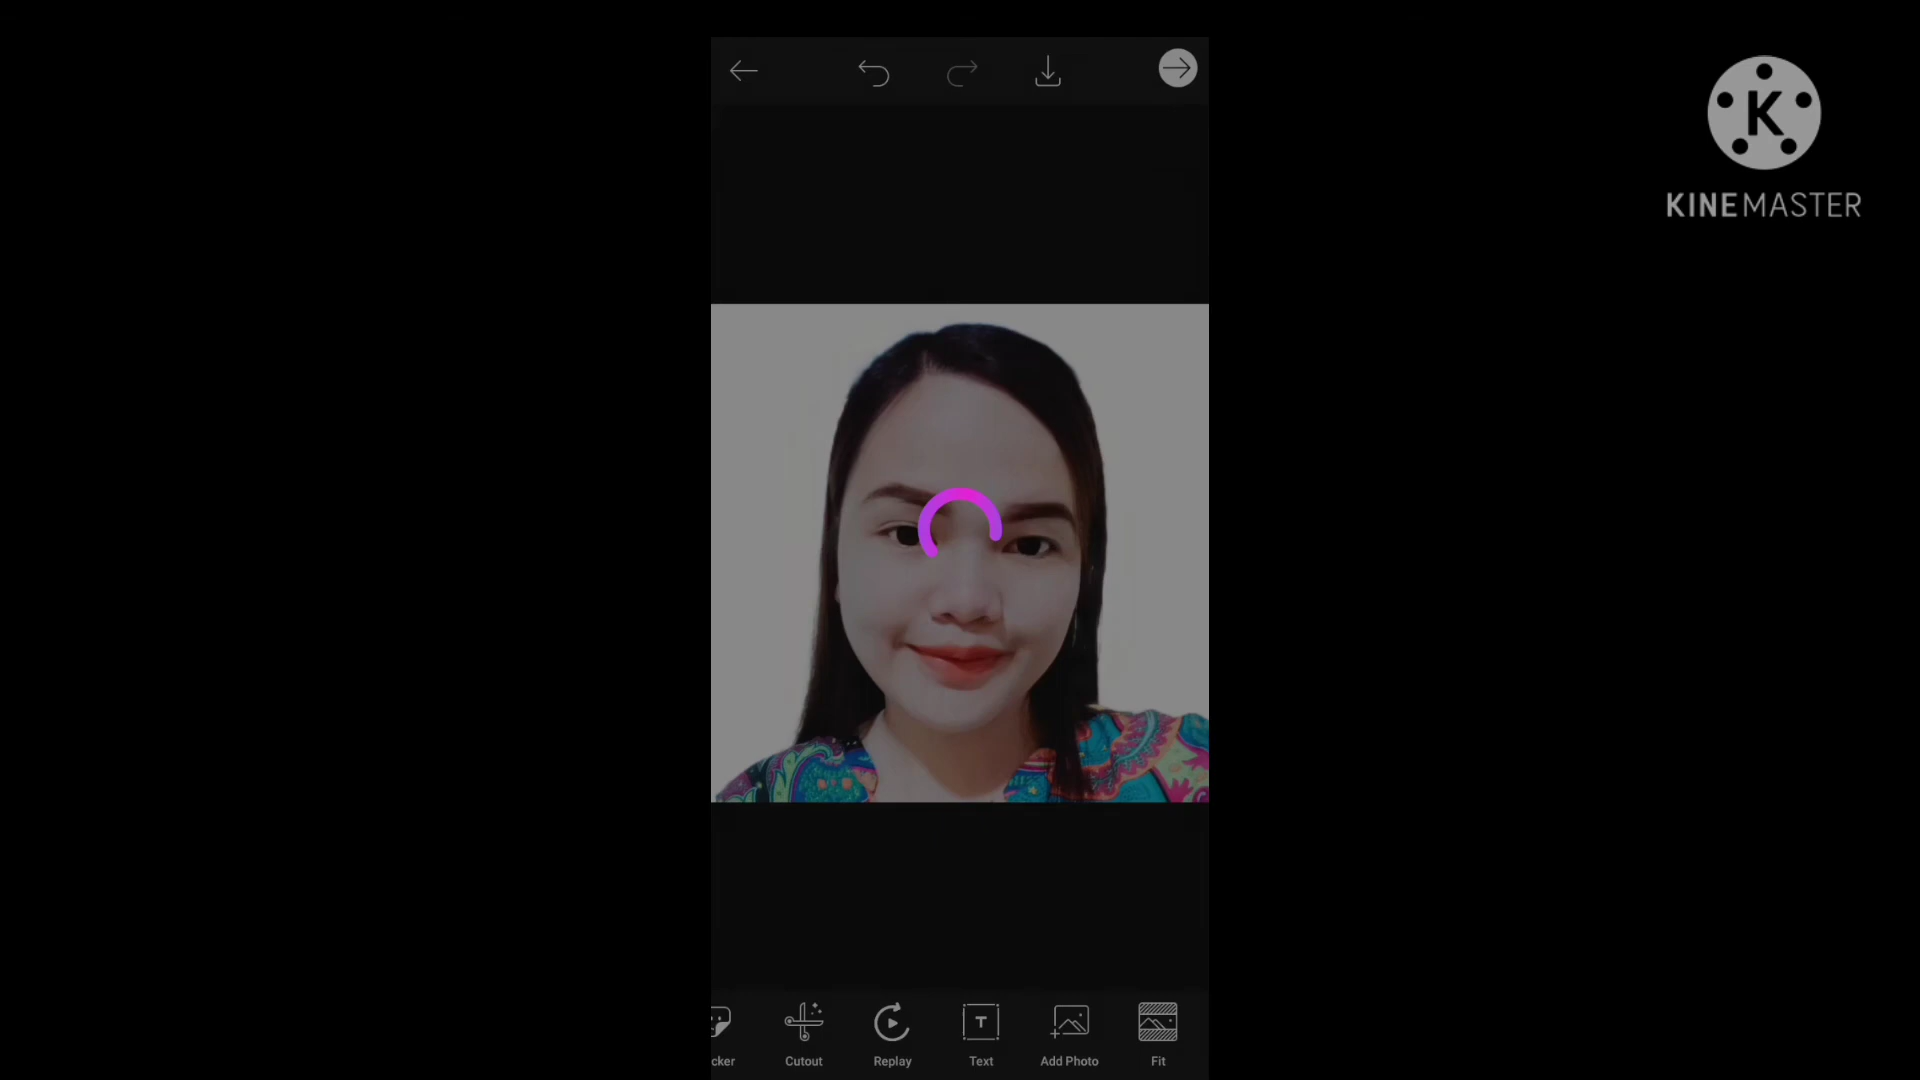 K
KINEMASTER
cker
Cutout
Replay
T
Text
Add Photo
Fit